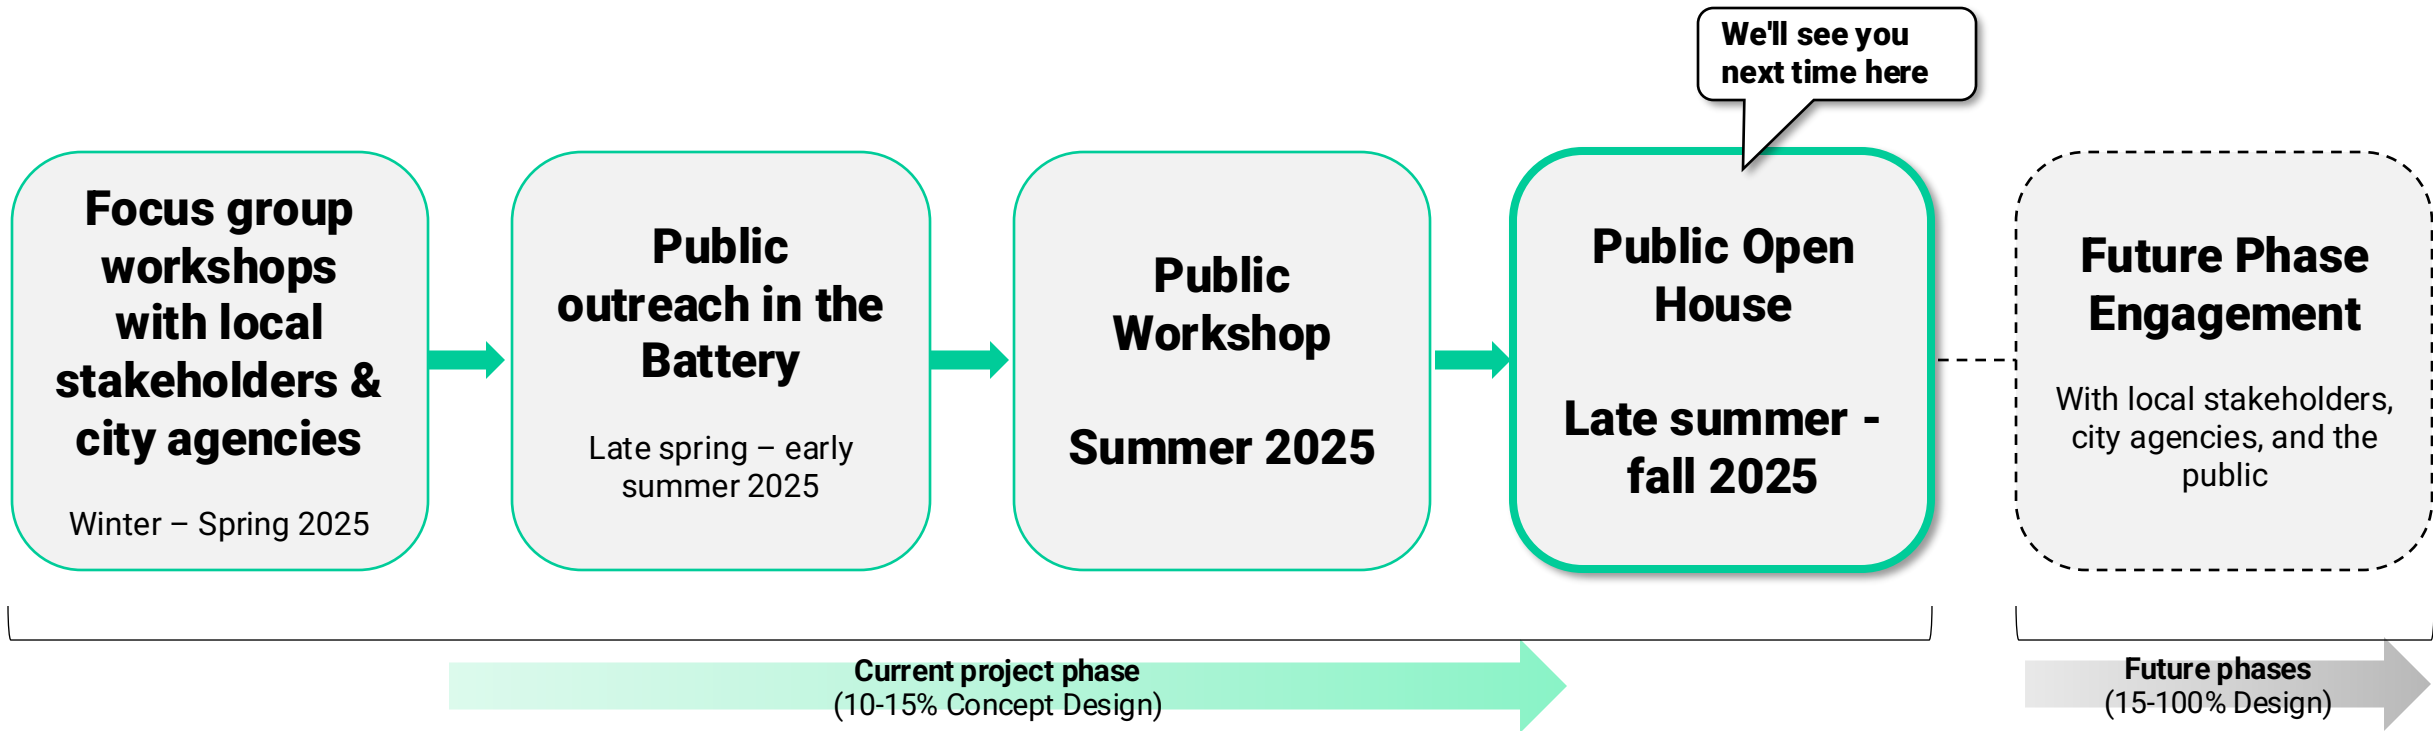 We'll see you
next time here
Focus group
workshops
with local
stakeholders &
city agencies
Winter – Spring 2025
Public
outreach in the
Battery
Late spring – early
summer 2025
Public
Workshop
Summer 2025
Public Open
House
Late summer -
fall 2025
Future Phase
Engagement
With local stakeholders,
city agencies, and the
public
Current project phase
(10-15% Concept Design)
Future phases
(15-100% Design)